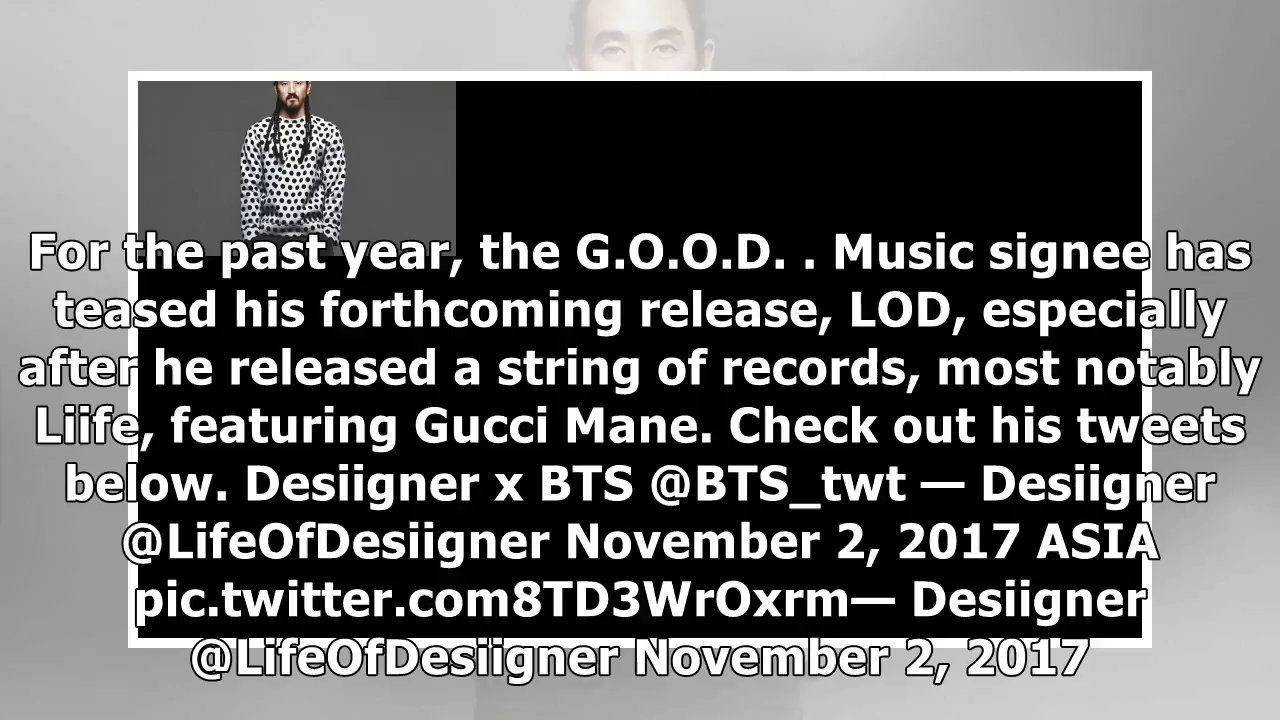 For the past year, the G.O.O.D. . Music signee has
teased his forthcoming release, LOD, especially
after he released a string of records, most notably
Liife, featuring Gucci Mane. Check out his tweets
below. Desiigner x BTS @BTS_twt — Desiigner
@LifeOfDesiigner November 2, 2017 ASIA
pic.twitter.com8TD3WrOxrm— Desiigner
@LifeOfDesiigner November 2, 2017